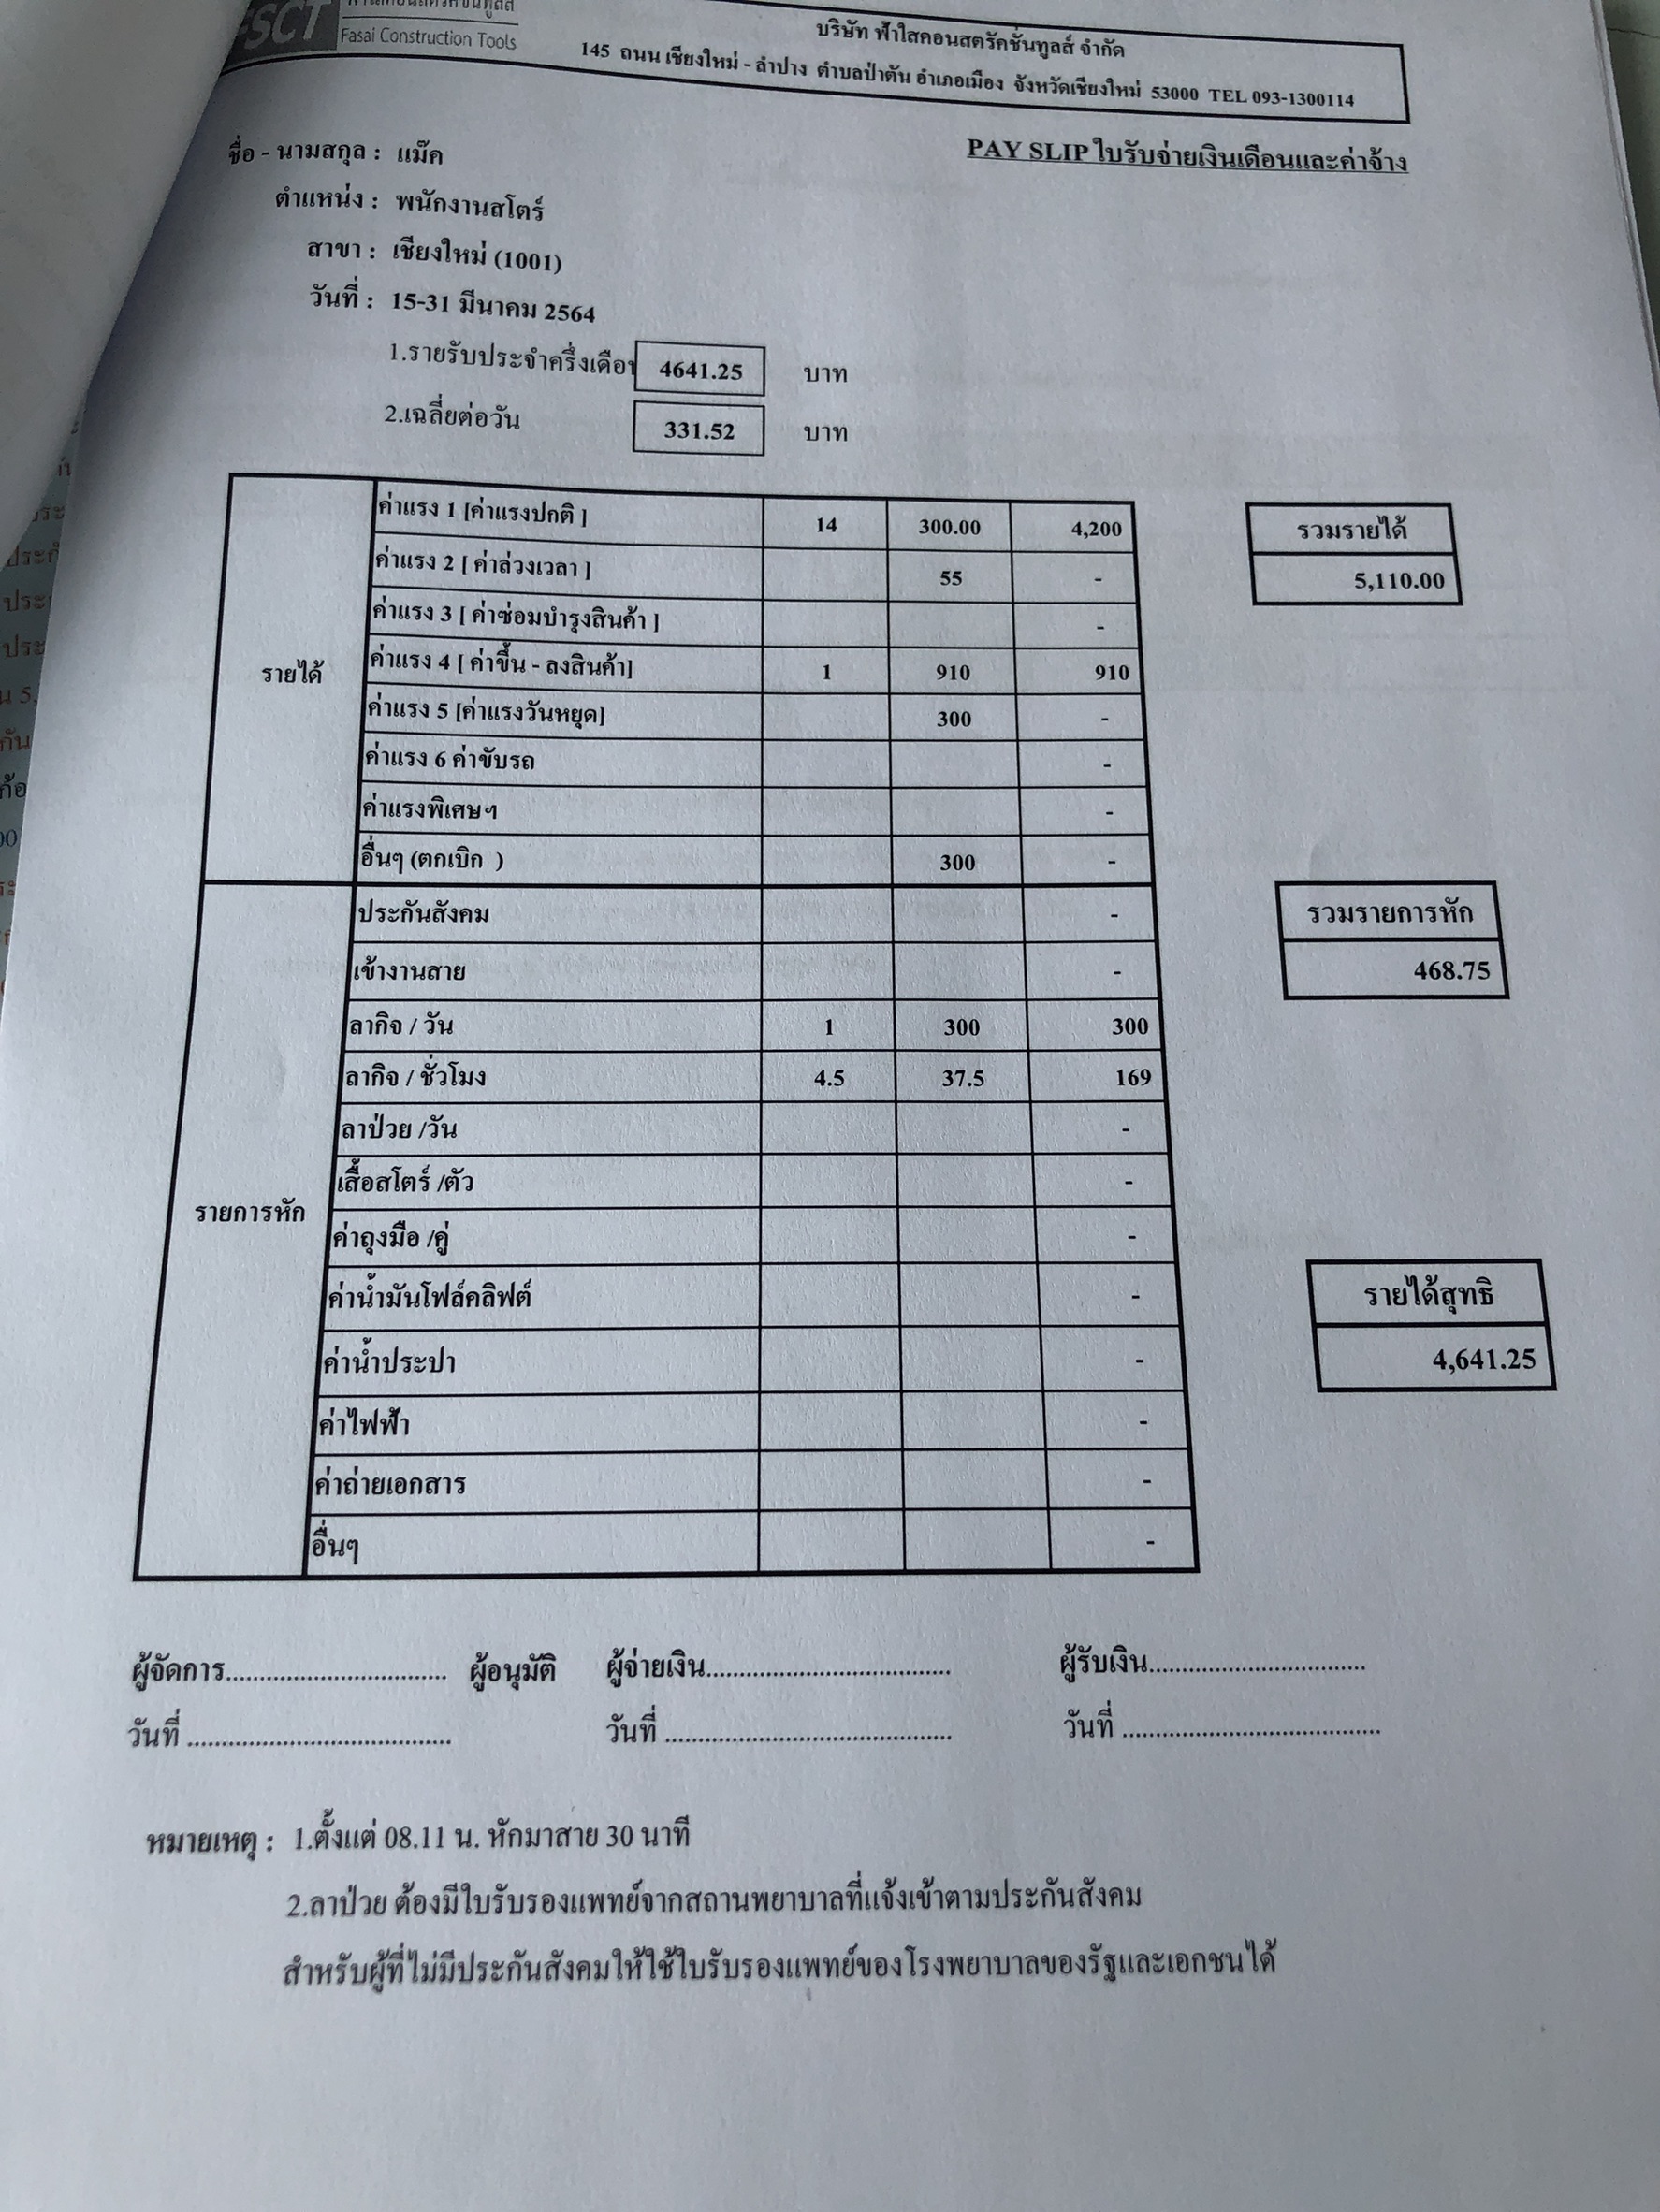 FSCT
Fasai Construction Tools
บริษัท ฟ้าใสคอนสตรัคชั่นทูลส์ จำกัด
145 ถนน เชียงใหม่ - ลำปาง ตำบลป่าตัน อำเภอเมือง จังหวัดเชียงใหม่ 53000 TEL 093-1300114
PAY SLIP ใบรับจ่ายเงินเดือนและค่าจ้าง
ชื่อ - นามสกุล : แม๊ค
ตำแหน่ง : พนักงานสโตร์
สาขา : เชียงใหม่ (1001)
วันที่ : 15-31 มีนาคม 2564
1.รายรับประจำครึ่งเดือน 4641.25 บาท
2.เฉลี่ยต่อวัน 331.52 บาท
รายได้
ค่าแรง 1 [ค่าแรงปกติ ] 14 300.00 4,200
ค่าแรง 2 [ ค่าล่วงเวลา ] 55 -
ค่าแรง 3 [ ค่าซ่อมบำรุงสินค้า ] -
ค่าแรง 4 [ ค่าขึ้น - ลงสินค้า] 1 910 910
ค่าแรง 5 [ค่าแรงวันหยุด] 300 -
ค่าแรง 6 ค่าขับรถ -
ค่าแรงพิเศษฯ -
อื่นๆ (ตกเบิก ) 300 -
รวมรายได้
5,110.00
รายการหัก
ประกันสังคม -
เข้างานสาย -
ลากิจ / วัน 1 300 300
ลากิจ / ชั่วโมง 4.5 37.5 169
ลาป่วย /วัน -
เสื้อสโตร์ /ตัว -
ค่าถุงมือ /คู่ -
ค่าน้ำมันโฟล์คลิฟต์ -
ค่าน้ำประปา -
ค่าไฟฟ้า -
ค่าถ่ายเอกสาร -
อื่นๆ -
รวมรายการหัก
468.75
รายได้สุทธิ
4,641.25
ผู้จัดการ................................. ผู้อนุมัติ ผู้จ่ายเงิน.................................... ผู้รับเงิน................................
วันที่ ....................................... วันที่ .......................................... วันที่ ......................................
หมายเหตุ : 1.ตั้งแต่ 08.11 น. หักมาสาย 30 นาที
2.ลาป่วย ต้องมีใบรับรองแพทย์จากสถานพยาบาลที่แจ้งเข้าตามประกันสังคม
สำหรับผู้ที่ไม่มีประกันสังคมให้ใช้ใบรับรองแพทย์ของโรงพยาบาลของรัฐและเอกชนได้